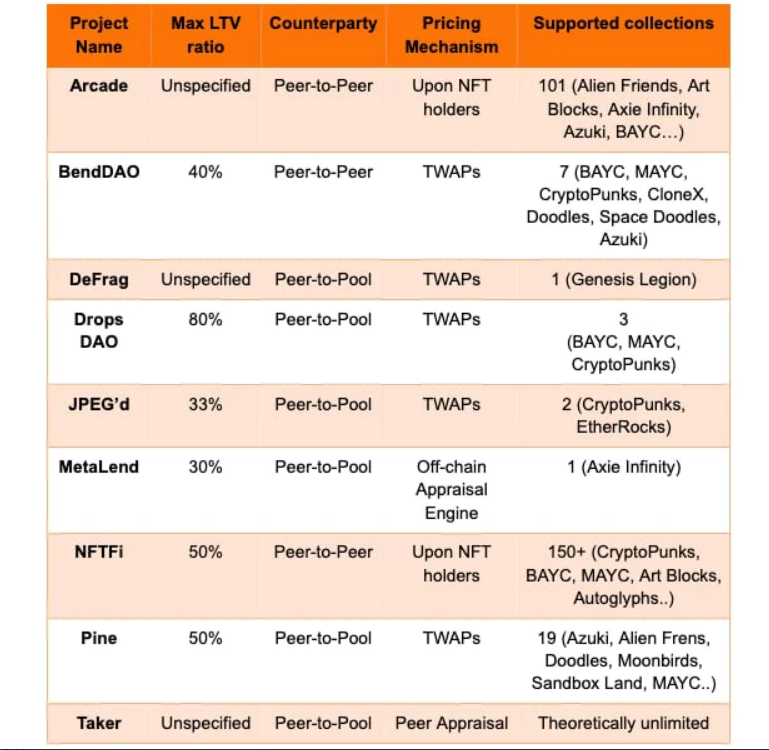 Project Name Max LTV ratio Counterparty Pricing Mechanism Supported collections
Arcade Unspecified Peer-to-Peer Upon NFT holders 101 (Alien Friends, Art Blocks, Axie Infinity, Azuki, BAYC…)
BendDAO 40% Peer-to-Peer TWAPs 7 (BAYC, MAYC, CryptoPunks, CloneX, Doodles, Space Doodles, Azuki)
DeFrag Unspecified Peer-to-Pool TWAPs 1 (Genesis Legion)
Drops DAO 80% Peer-to-Pool TWAPs 3 (BAYC, MAYC, CryptoPunks)
JPEG’d 33% Peer-to-Pool TWAPs 2 (CryptoPunks, EtherRocks)
MetaLend 30% Peer-to-Pool Off-chain Appraisal Engine 1 (Axie Infinity)
NFTFi 50% Peer-to-Peer Upon NFT holders 150+ (CryptoPunks, BAYC, MAYC, Art Blocks, Autoglyphs..)
Pine 50% Peer-to-Pool TWAPs 19 (Azuki, Alien Frens, Doodles, Moonbirds, Sandbox Land, MAYC..)
Taker Unspecified Peer-to-Pool Peer Appraisal Theoretically unlimited